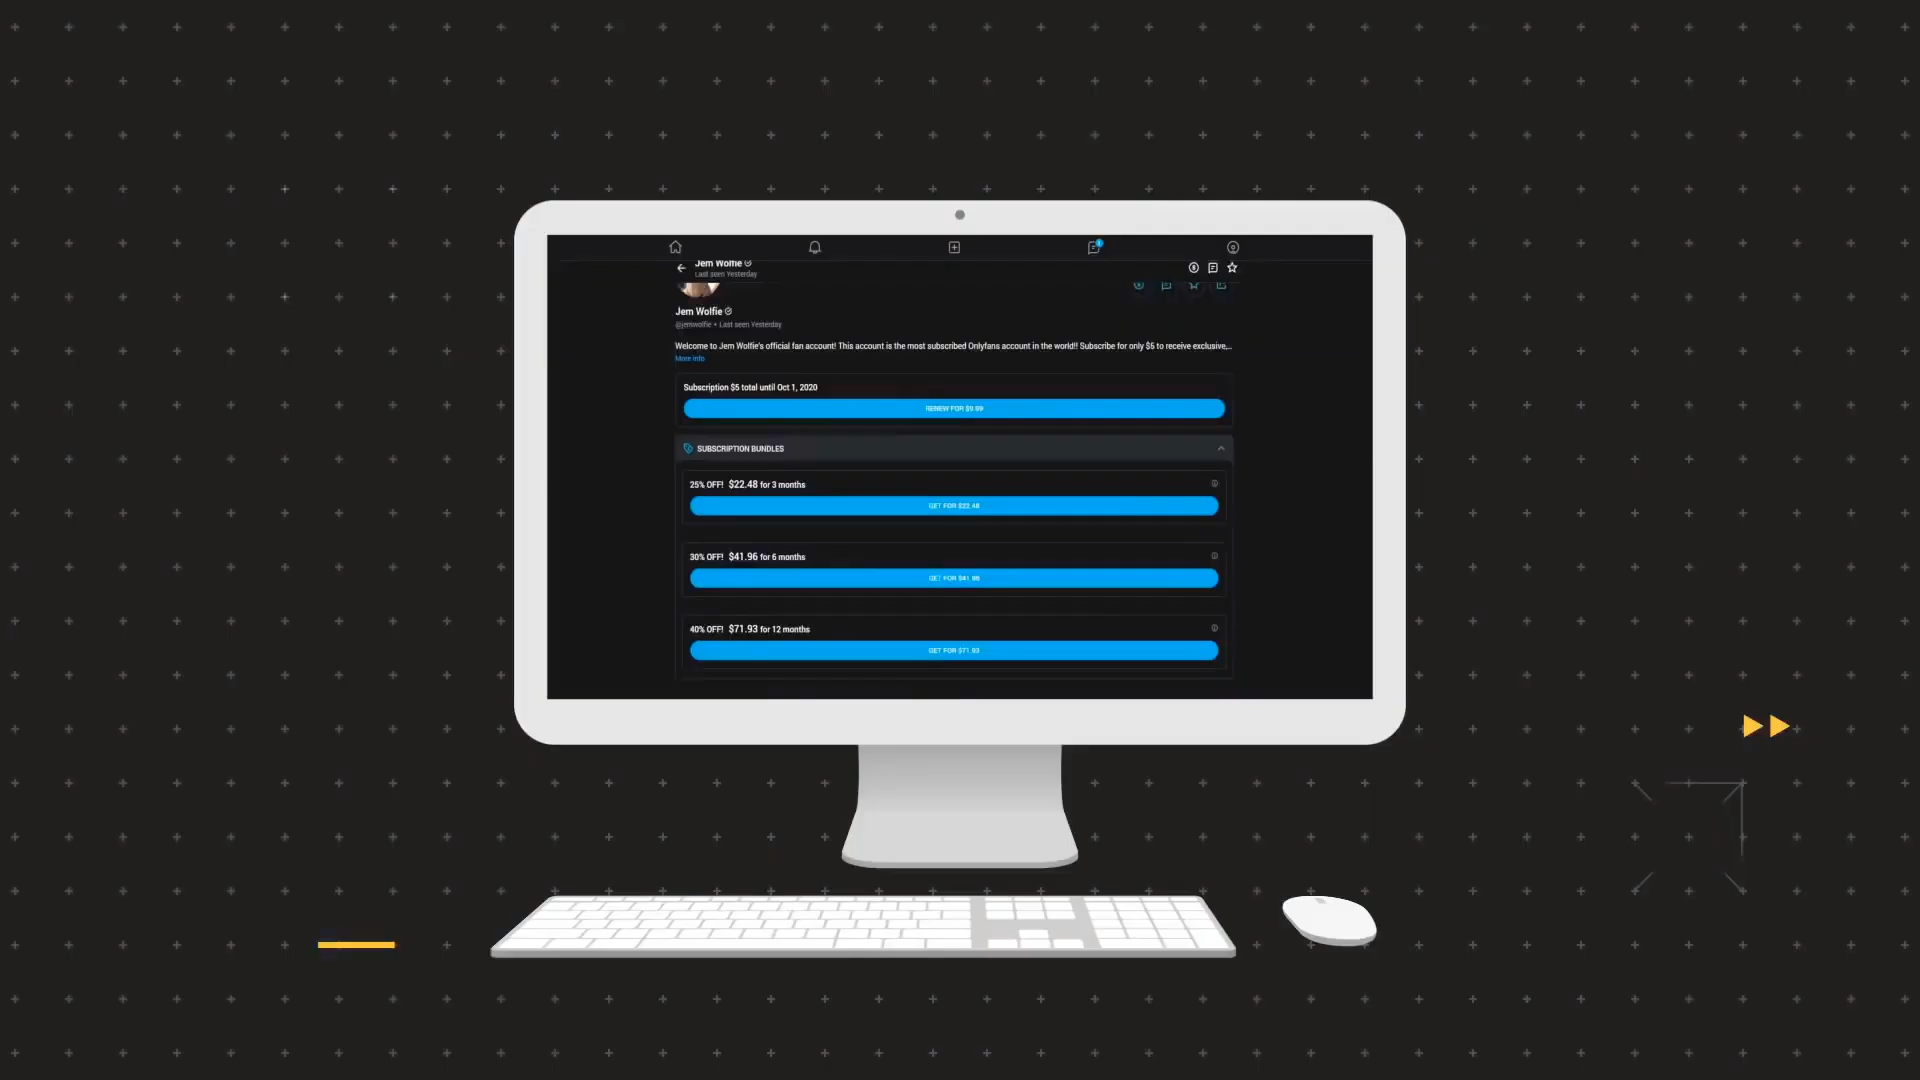 Jem Wolfie
Last seen Yesterday
Jem Wolfie
@jemwolfie • Last seen Yesterday
Welcome to Jem Wolfie's official fan account! This account is the most subscribed Onlyfans account in the world!! Subscribe for only $5 to receive exclusive,...
More info
Subscription $5 total until Oct 1, 2020
RENEW FOR $9.99
SUBSCRIPTION BUNDLES
25% OFF! $22.48 for 3 months
GET FOR $22.48
30% OFF! $41.96 for 6 months
GET FOR $41.96
40% OFF! $71.93 for 12 months
GET FOR $71.93